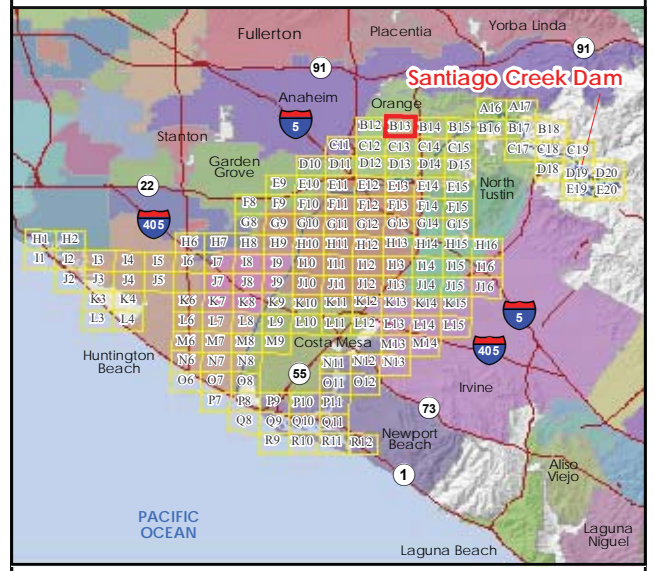 Fullerton
Placentia
Yorba Linda
91
91
Santiago Creek Dam
Anaheim
Orange
A16 A17
5
B12 B13 B14 B15 B16 B17 B18
Stanton
C11 C12 C13 C14 C15 C17 C18 C19
Garden
Grove
D10 D11 D12 D13 D14 D15 D18 D19 D20
22
E9 E10 E11 E12 E13 E14 E15 E19 E20
North
Tustin
F8 F9 F10 F11 F12 F13 F14 F15
405
G8 G9 G10 G11 G12 G13 G14 G15
H1 H2 H6 H7 H8 H9 H10 H11 H12 H13 H14 H15 H16
I1 I2 I3 I4 I5 I6 I7 I8 I9 I10 I11 I12 I13 I14 I15 I16
J2 J3 J4 J5 J7 J8 J9 J10 J11 J12 J13 J14 J15 J16
K3 K4 K6 K7 K8 K9 K10 K11 K12 K13 K14 K15
5
L3 L4 L6 L7 L8 L9 L10 L11 L12 L13 L14 L15
M6 M7 M8 M9 Costa Mesa M13 M14
405
Huntington
Beach
N6 N7 N8 N11 N12 N13
55
O6 O7 O8 O11 O12
Irvine
P7 P8 P9 P10 P11
73
Q8 Q9 Q10 Q11
Newport
Beach
R9 R10 R11 R12
1
Aliso
Viejo
PACIFIC
OCEAN
Laguna
Niguel
Laguna Beach